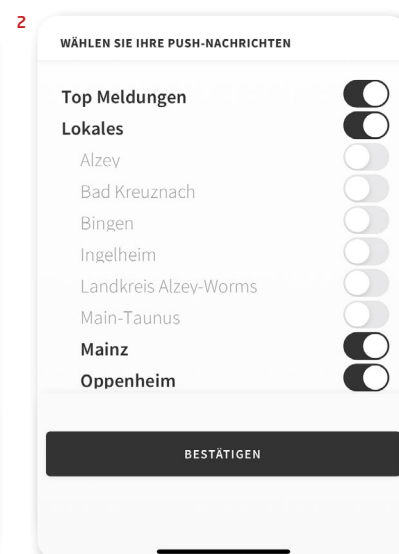 2
WÄHLEN SIE IHRE PUSH-NACHRICHTEN
Top Meldungen
Lokales
Alzey
Bad Kreuznach
Bingen
Ingelheim
Landkreis Alzey-Worms
Main-Taunus
Mainz
Oppenheim
BESTÄTIGEN